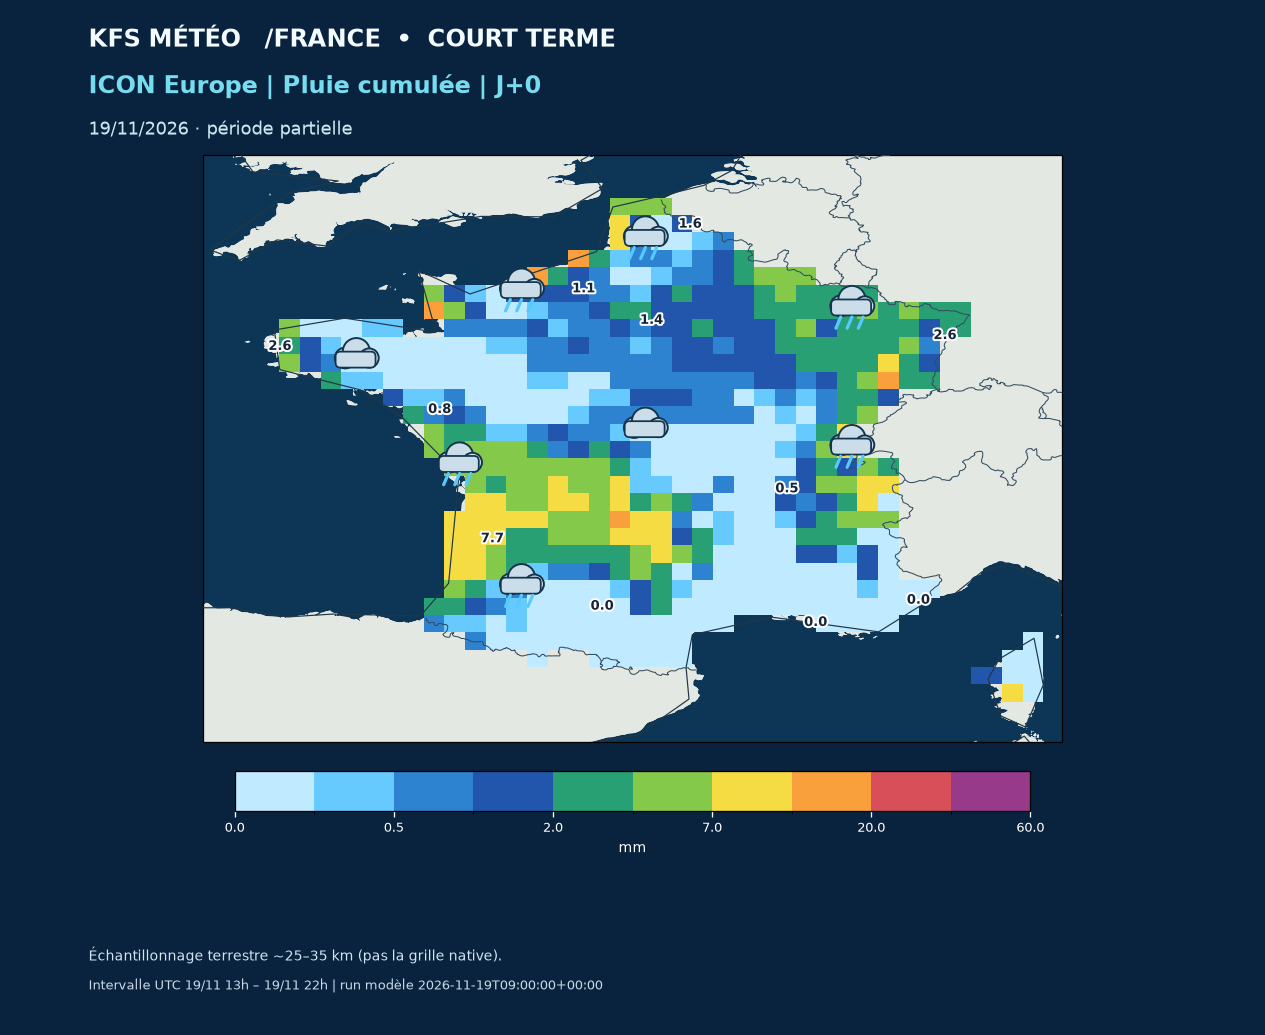 KFS MÉTÉO /FRANCE • COURT TERME
ICON Europe | Pluie cumulée | J+0
19/11/2026 · période partielle
1.6
1.1
1.4
2.6
2.6
0.8
0.5
7.7
0.0
0.0
0.0
0.0 0.5 2.0 7.0 20.0 60.0
mm
Échantillonnage terrestre ~25–35 km (pas la grille native).
Intervalle UTC 19/11 13h – 19/11 22h | run modèle 2026-11-19T09:00:00+00:00